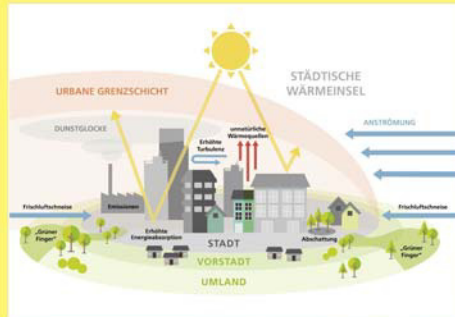 STÄDTISCHE
WÄRMEINSEL
URBANE GRENZSCHICHT
DUNSTGLOCKE
Erhöhte
Turbulenz
unnatürliche
Wärmequellen
ANSTRÖMUNG
Frischluftschneise
Emissionen
Frischluftschneise
„Grüner
Finger"
Erhöhte
Energieabsorption
STADT
Abschattung
„Grüner
Finger"
VORSTADT
UMLAND